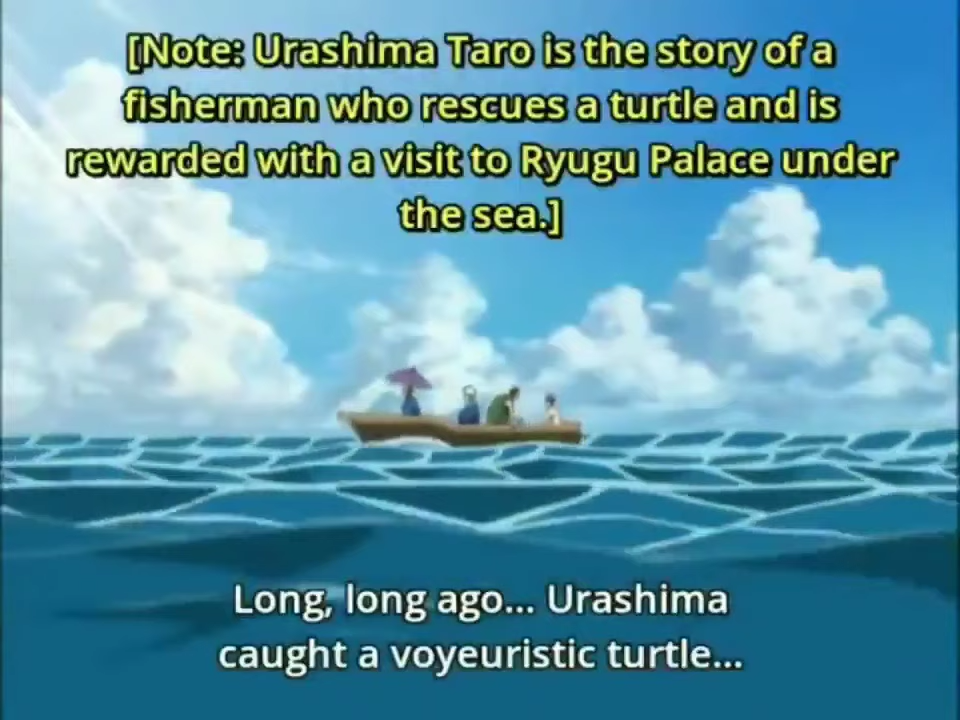 [Note: Urashima Taro is the story of a
fisherman who rescues a turtle and is
rewarded with a visit to Ryugu Palace under
the sea.]
Long, long ago... Urashima
caught a voyeuristic turtle...